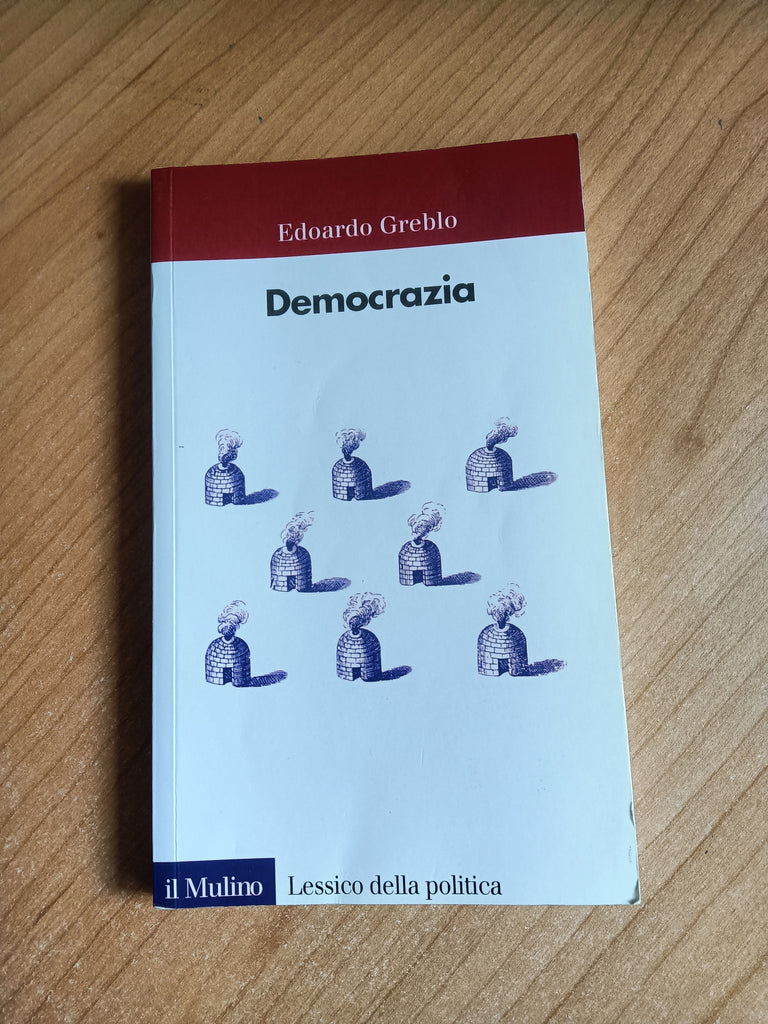 Edoardo Greblo
Democrazia
il Mulino
Lessico della politica